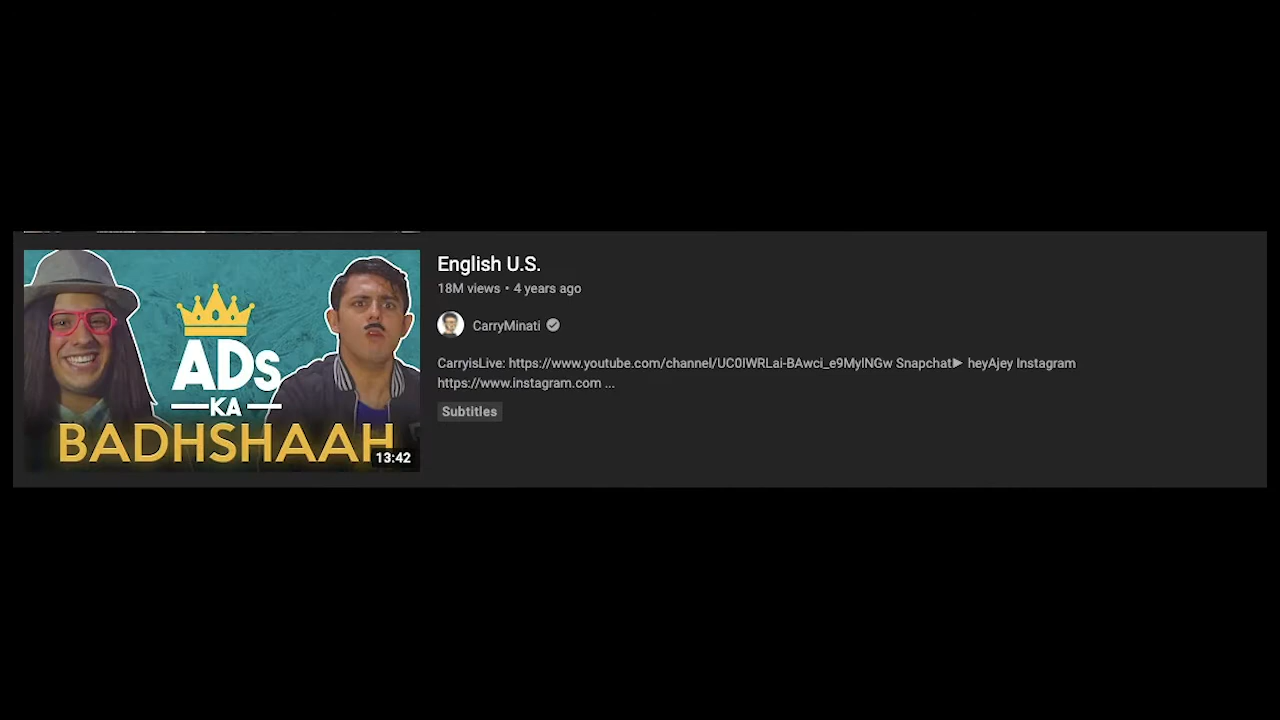 ADs
KA
BADHSHAAH
13:42
English U.S.
18M views • 4 years ago
CarryMinati
CarryisLive: https://www.youtube.com/channel/UC0IWRLai-BAwci_e9MylNGw Snapchat► heyAjey Instagram
https://www.instagram.com ...
Subtitles